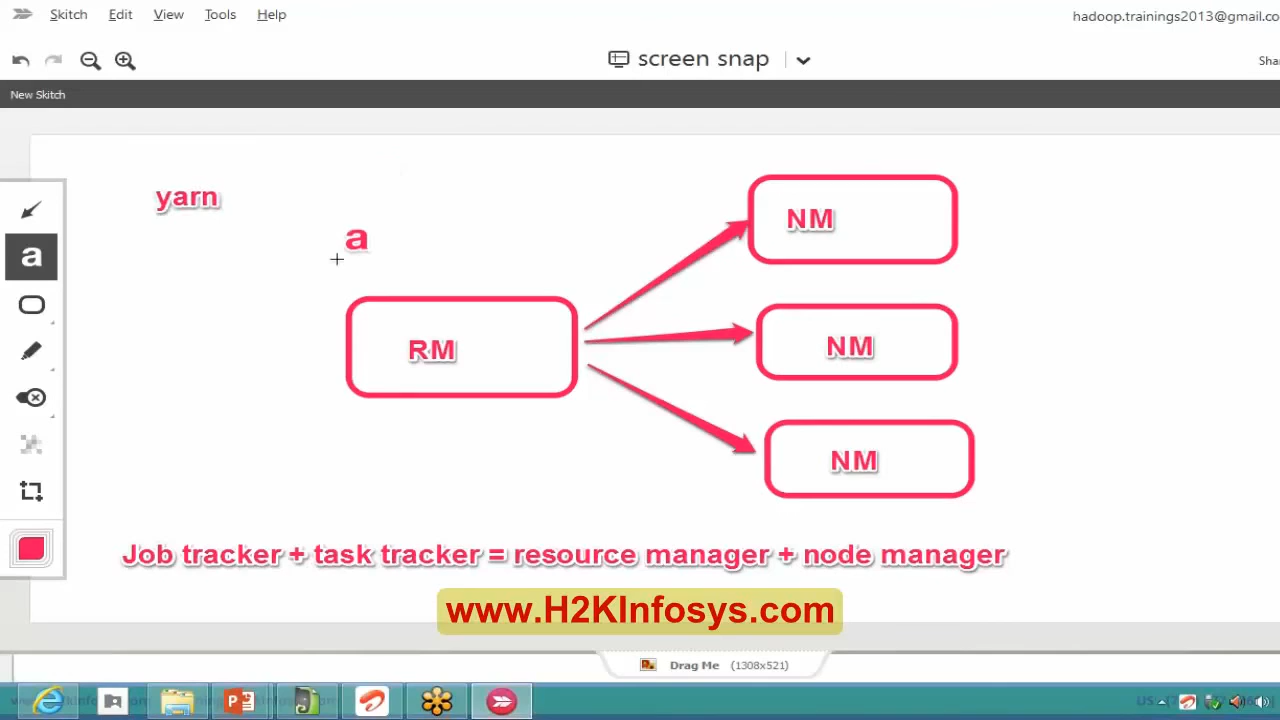 Skitch Edit View Tools Help
hadoop.trainings2013@gmail.co
screen snap
Sha
New Skitch
yarn
a
a
NM
RM
NM
NM
Job tracker + task tracker = resource manager + node manager
www.H2KInfosys.com
Drag Me (1308x521)